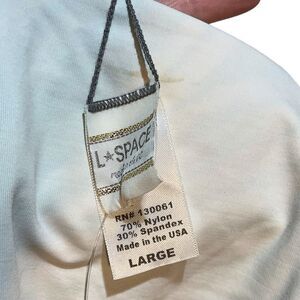 L★SPACE
RN# 130061
70% Nylon
30% Spandex
Made in the USA
LARGE